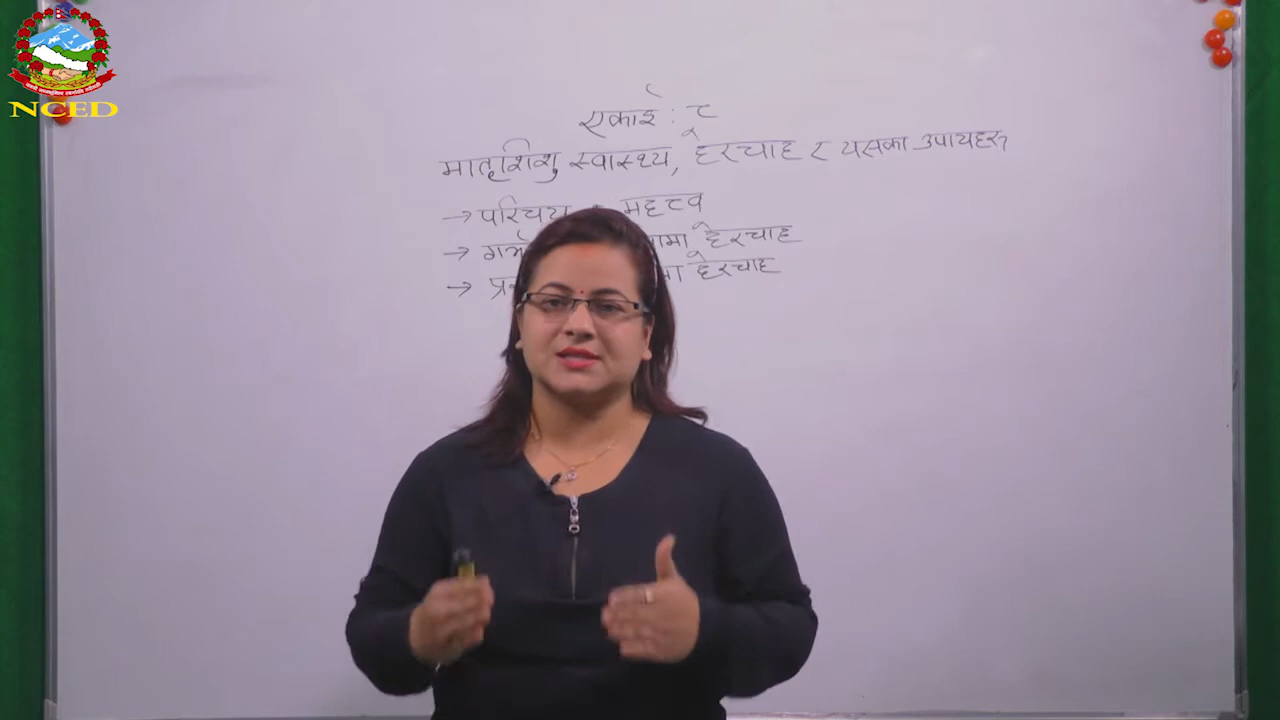 NCED
एकाइ : ८
मातृशिशु स्वास्थ्य, हेरचाह र यसका उपायहरू
→ परिचय महत्त्व
→ हेरचाह
→ हेरचाह